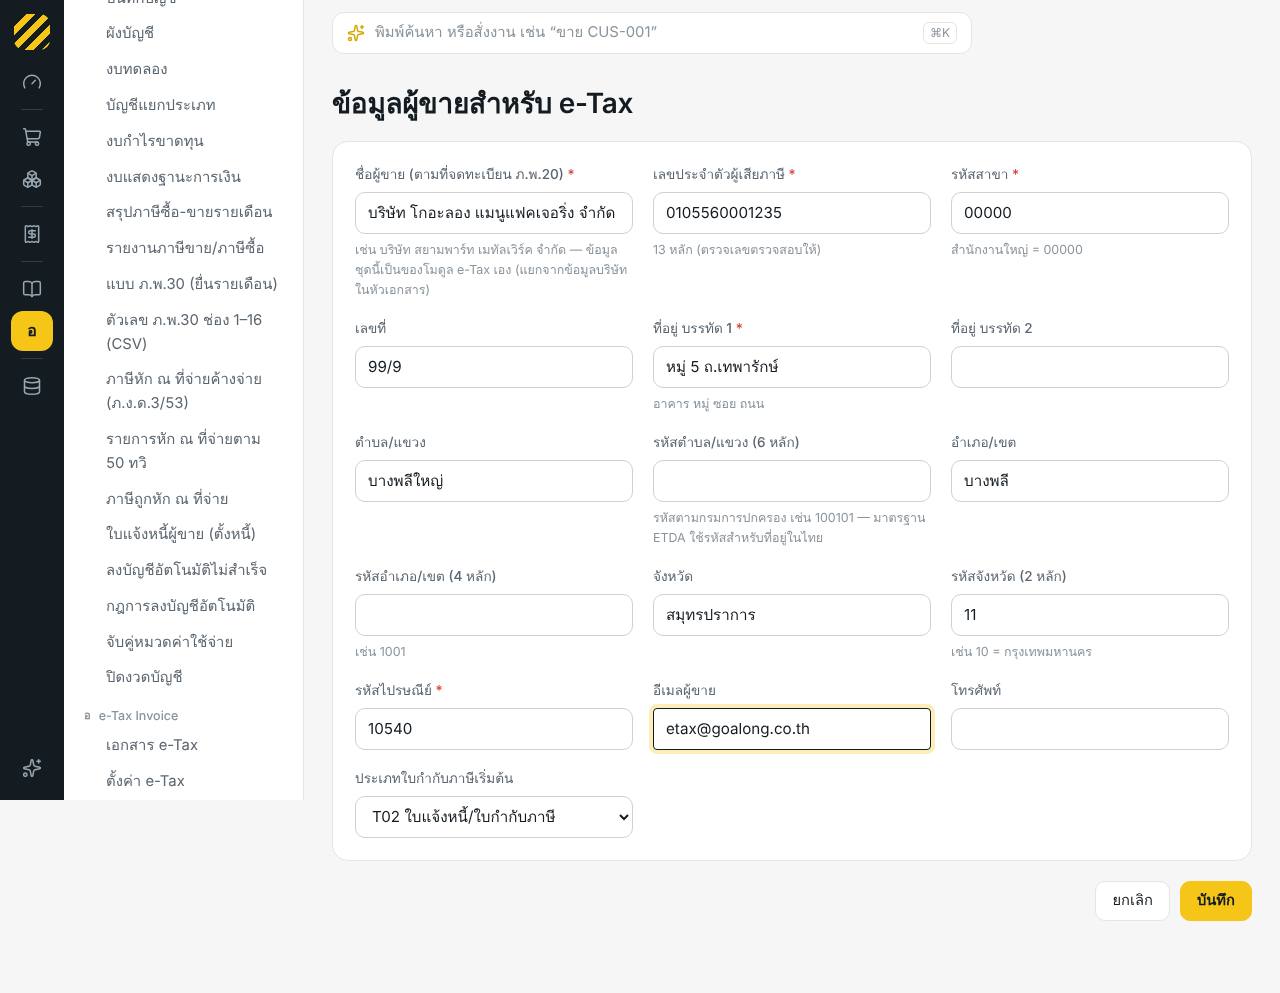 ผังบัญชี
งบทดลอง
บัญชีแยกประเภท
งบกำไรขาดทุน
งบแสดงฐานะการเงิน
สรุปภาษีซื้อ-ขายรายเดือน
รายงานภาษีขาย/ภาษีซื้อ
แบบ ภ.พ.30 (ยื่นรายเดือน)
ตัวเลข ภ.พ.30 ช่อง 1–16
(CSV)
ภาษีหัก ณ ที่จ่ายค้างจ่าย
(ภ.ง.ด.3/53)
รายการหัก ณ ที่จ่ายตาม
50 ทวิ
ภาษีถูกหัก ณ ที่จ่าย
ใบแจ้งหนี้ผู้ขาย (ตั้งหนี้)
ลงบัญชีอัตโนมัติไม่สำเร็จ
กฎการลงบัญชีอัตโนมัติ
จับคู่หมวดค่าใช้จ่าย
ปิดงวดบัญชี
อ e-Tax Invoice
เอกสาร e-Tax
ตั้งค่า e-Tax
อ
พิมพ์ค้นหา หรือสั่งงาน เช่น “ขาย CUS-001”
⌘K
ข้อมูลผู้ขายสำหรับ e-Tax
ชื่อผู้ขาย (ตามที่จดทะเบียน ภ.พ.20) *
บริษัท โกอะลอง แมนูแฟคเจอริ่ง จำกัด
เช่น บริษัท สยามพาร์ท เมทัลเวิร์ค จำกัด — ข้อมูล
ชุดนี้เป็นของโมดูล e-Tax เอง (แยกจากข้อมูลบริษัท
ในหัวเอกสาร)
เลขประจำตัวผู้เสียภาษี *
0105560001235
13 หลัก (ตรวจเลขตรวจสอบให้)
รหัสสาขา *
00000
สำนักงานใหญ่ = 00000
เลขที่
99/9
ที่อยู่ บรรทัด 1 *
หมู่ 5 ถ.เทพารักษ์
อาคาร หมู่ ซอย ถนน
ที่อยู่ บรรทัด 2
ตำบล/แขวง
บางพลีใหญ่
รหัสตำบล/แขวง (6 หลัก)
รหัสตามกรมการปกครอง เช่น 100101 — มาตรฐาน
ETDA ใช้รหัสสำหรับที่อยู่ในไทย
อำเภอ/เขต
บางพลี
รหัสอำเภอ/เขต (4 หลัก)
เช่น 1001
จังหวัด
สมุทรปราการ
รหัสจังหวัด (2 หลัก)
11
เช่น 10 = กรุงเทพมหานคร
รหัสไปรษณีย์ *
10540
อีเมลผู้ขาย
etax@goalong.co.th
โทรศัพท์
ประเภทใบกำกับภาษีเริ่มต้น
T02 ใบแจ้งหนี้/ใบกำกับภาษี
ยกเลิก
บันทึก